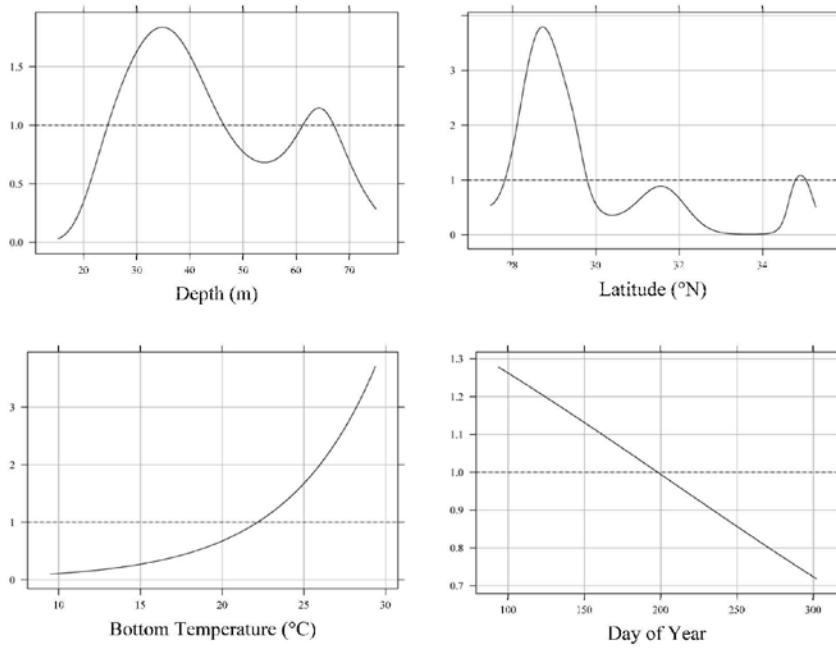 1.5
1.0
0.5
0.0
20 30 40 50 60 70
Depth (m)
3
2
1
0
28 30 32 34
Latitude (°N)
3
2
1
0
10 15 20 25 30
Bottom Temperature (°C)
1.3
1.2
1.1
1.0
0.9
0.8
0.7
100 150 200 250 300
Day of Year